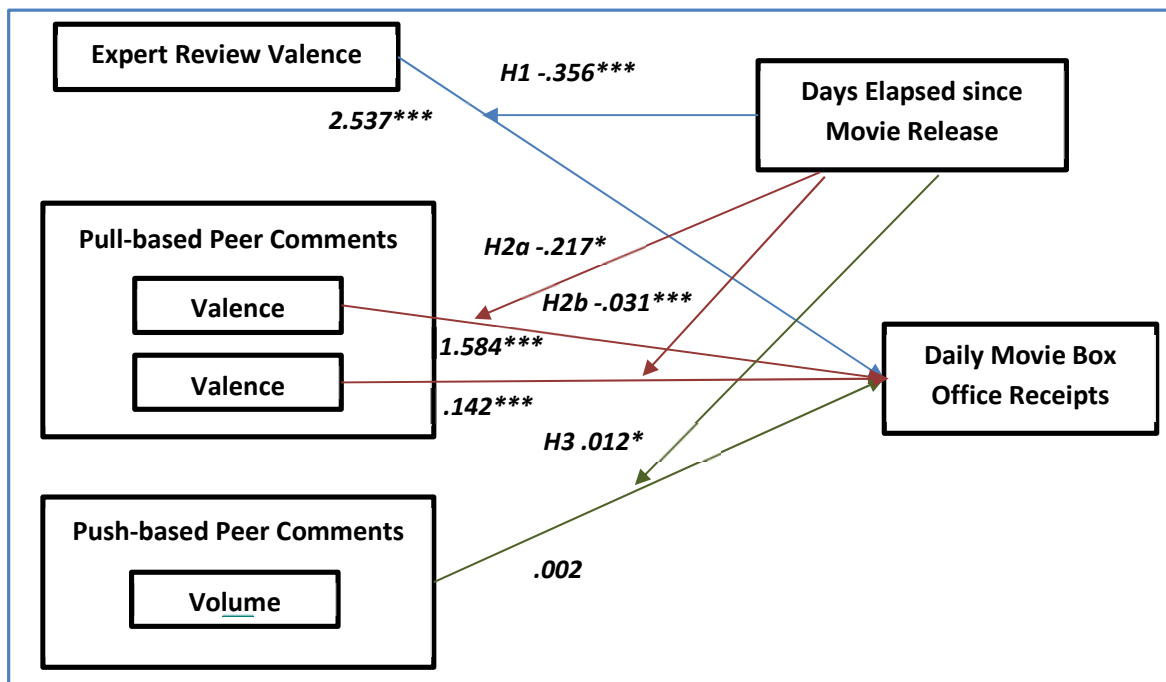 Expert Review Valence
H1 -.356***
Days Elapsed since
Movie Release
2.537***
Pull-based Peer Comments
H2a -.217*
Valence
H2b -.031***
1.584***
Valence
.142***
Daily Movie Box
Office Receipts
H3 .012*
Push-based Peer Comments
.002
Volume